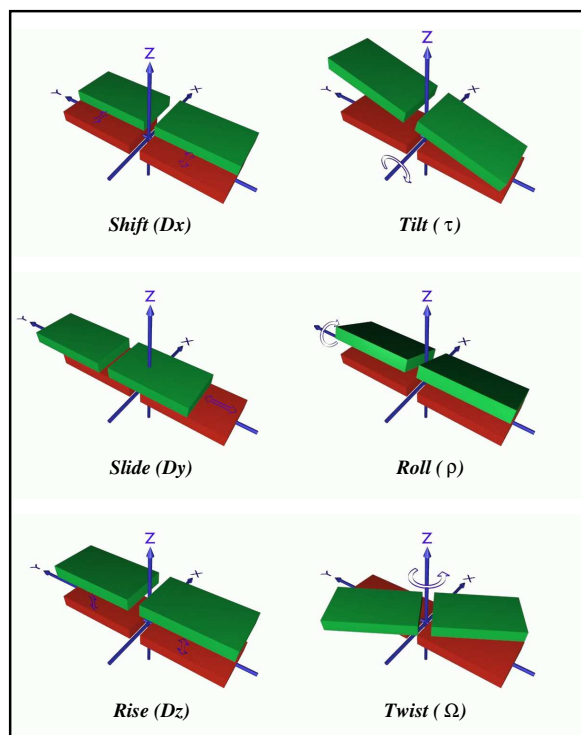 Z
Y
X
Shift (Dx)
Z
Y
X
Tilt ( τ )
Z
Y
X
Slide (Dy)
Z
X
Roll ( ρ )
Z
Y
X
Rise (Dz)
Z
Y
X
Twist ( Ω )